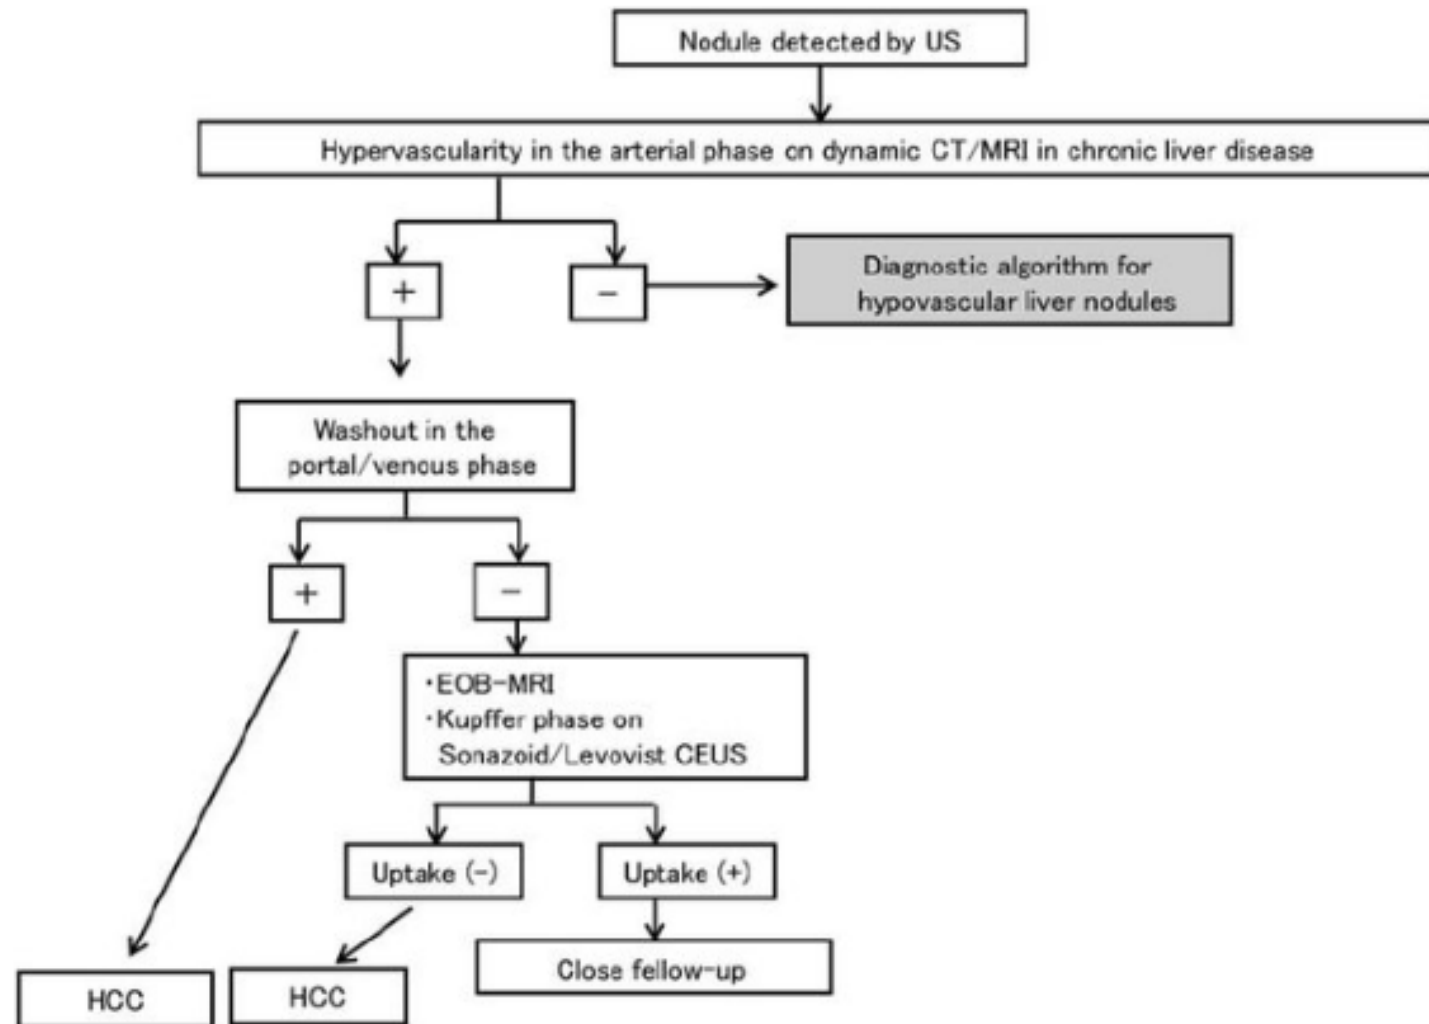 Nodule detected by US
Hypervascularity in the arterial phase on dynamic CT/MRI in chronic liver disease
+
−
Diagnostic algorithm for
hypovascular liver nodules
Washout in the
portal/venous phase
+
−
・EOB-MRI
・Kupffer phase on
Sonazoid/Levovist CEUS
Uptake (-)
Uptake (+)
Close fellow-up
HCC
HCC